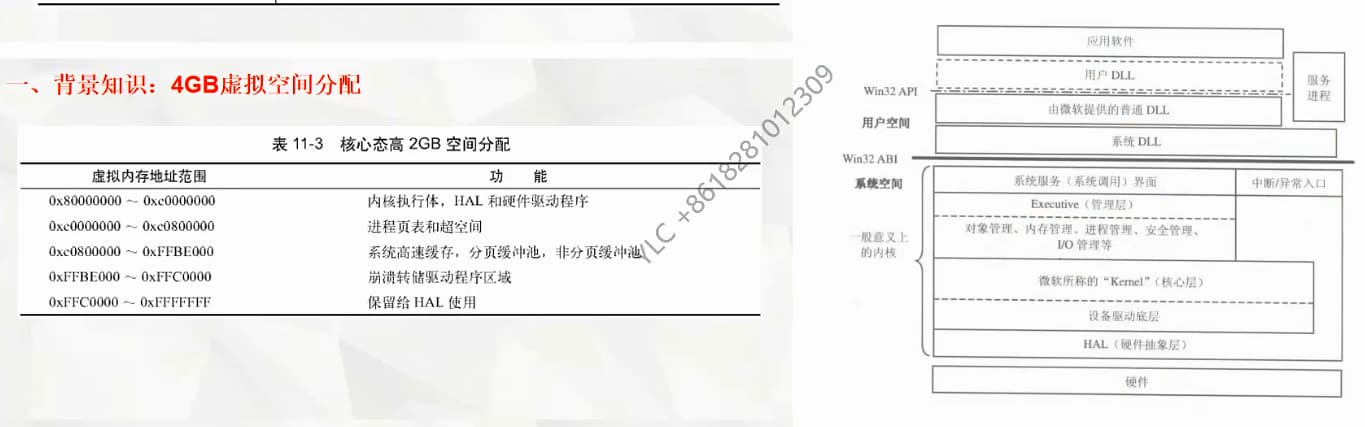 一、背景知识：4GB虚拟空间分配
表 11-3 核心态高 2GB 空间分配
虚拟内存地址范围 功 能
0x80000000 ～ 0xc0000000 内核执行体，HAL 和硬件驱动程序
0xc0000000 ～ 0xc0800000 进程页表和超空间
0xc0800000 ～ 0xFFBE000 系统高速缓存，分页缓冲池，非分页缓冲池
0xFFBE000 ～ 0xFFC0000 崩溃转储驱动程序区域
0xFFC0000 ～ 0xFFFFFFF 保留给 HAL 使用
YLC +8618281012309
应用软件
用户 DLL
服务
进程
Win32 API
由微软提供的普通 DLL
用户空间
系统 DLL
Win32 ABI
系统空间
系统服务（系统调用）界面
中断/异常入口
Executive（管理层）
对象管理、内存管理、进程管理、安全管理、
I/O 管理等
一般意义上
的内核
微软所称的“Kernel”（核心层）
设备驱动底层
HAL（硬件抽象层）
硬件